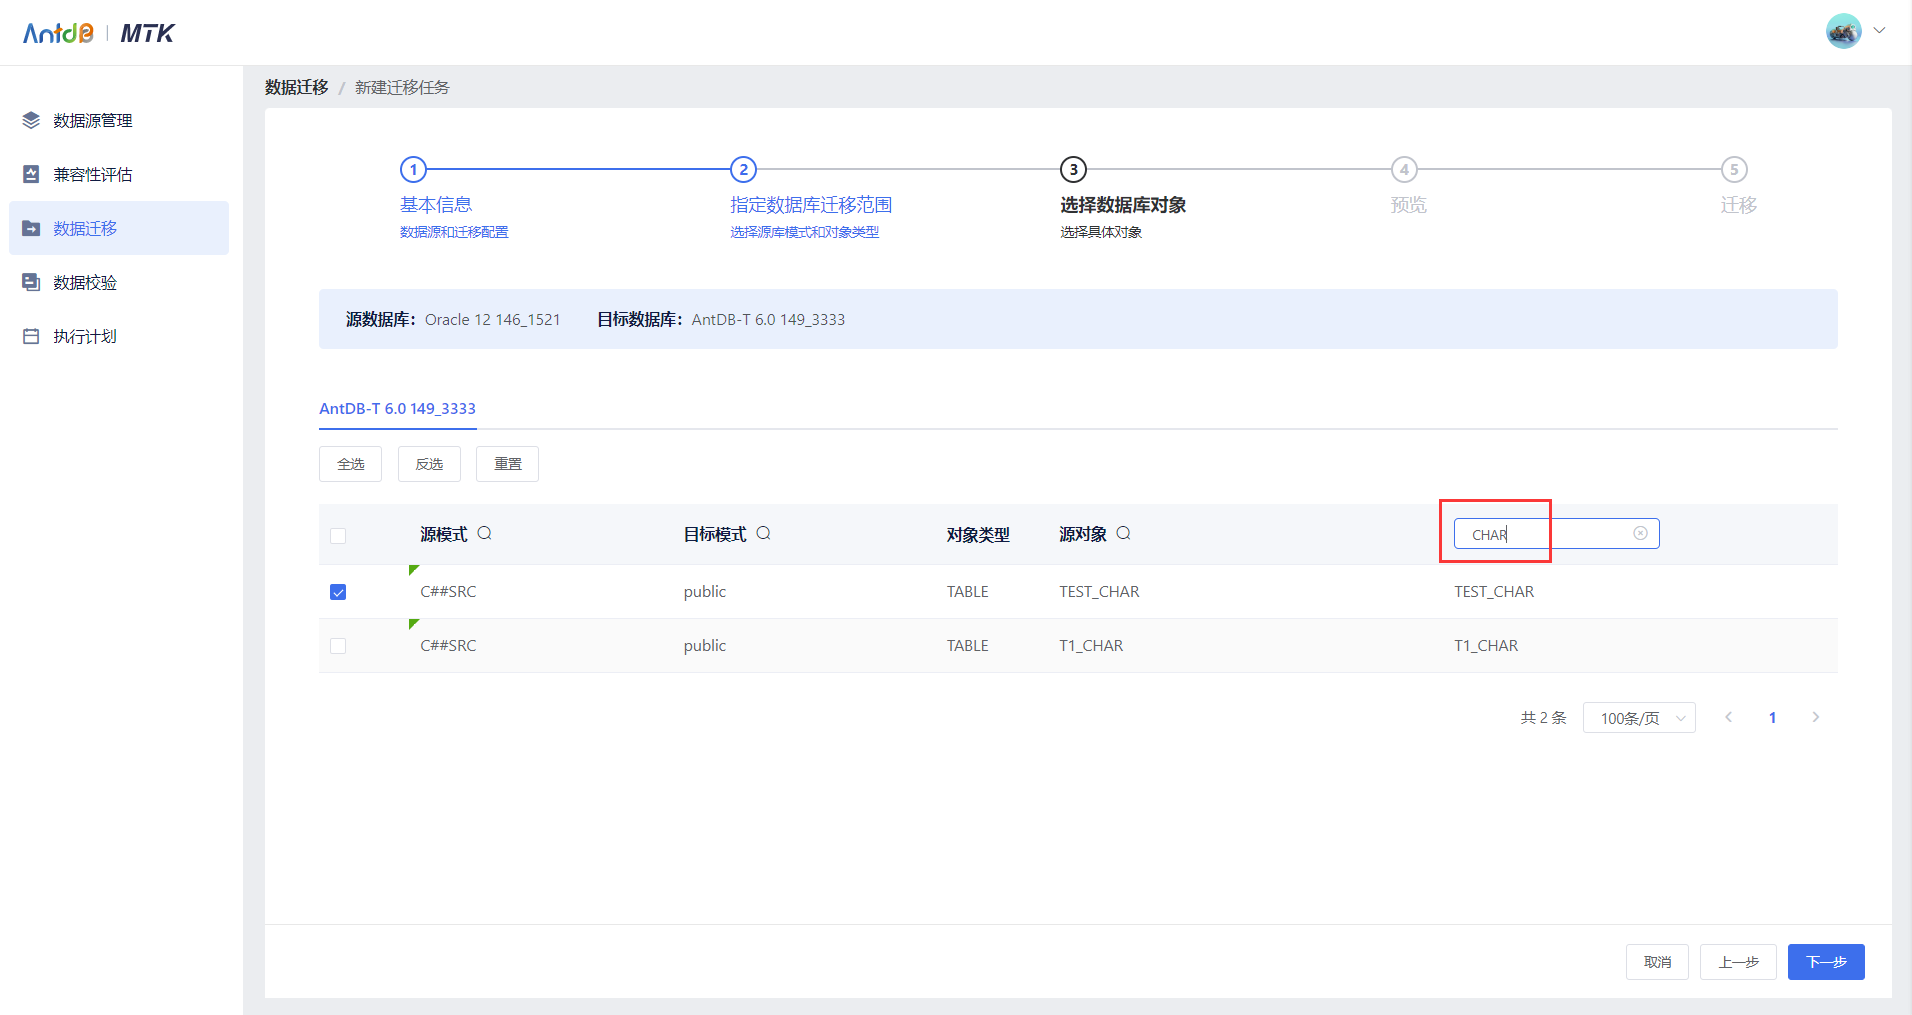 AntDB | MTK
数据源管理
兼容性评估
数据迁移
数据校验
执行计划
数据迁移 / 新建迁移任务
1 2 3 4 5
基本信息 指定数据库迁移范围 选择数据库对象 预览 迁移
数据源和迁移配置 选择源库模式和对象类型 选择具体对象
源数据库： Oracle 12 146_1521 目标数据库： AntDB-T 6.0 149_3333
AntDB-T 6.0 149_3333
全选 反选 重置
源模式 目标模式 对象类型 源对象 CHAR
C##SRC public TABLE TEST_CHAR TEST_CHAR
C##SRC public TABLE T1_CHAR T1_CHAR
共 2 条 100条/页 1
取消 上一步 下一步